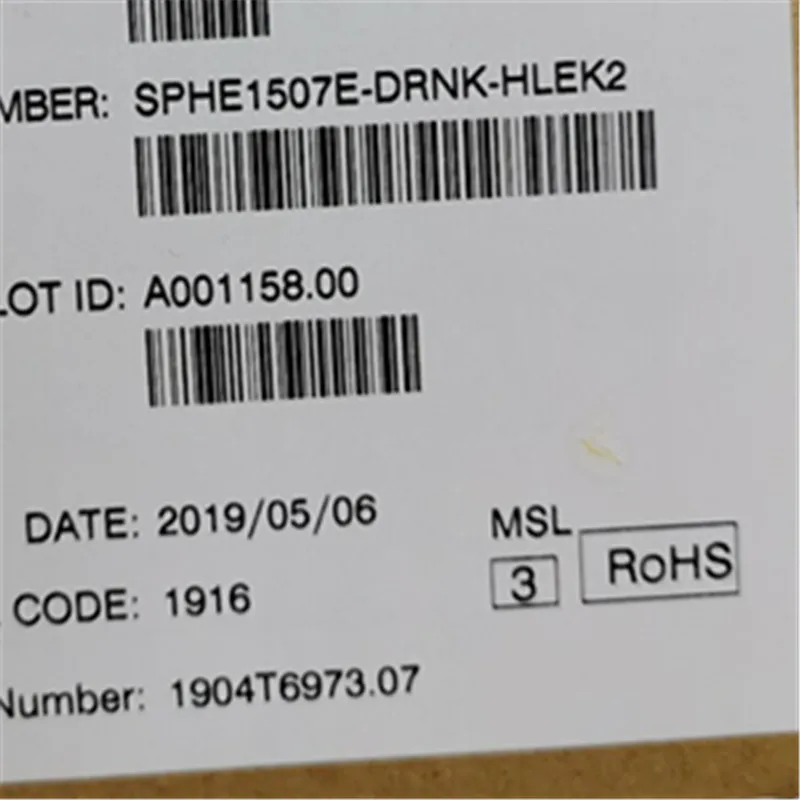 MBER: SPHE1507E-DRNK-HLEK2
LOT ID: A001158.00
DATE: 2019/05/06
MSL
CODE: 1916
3
RoHS
Number: 1904T6973.07